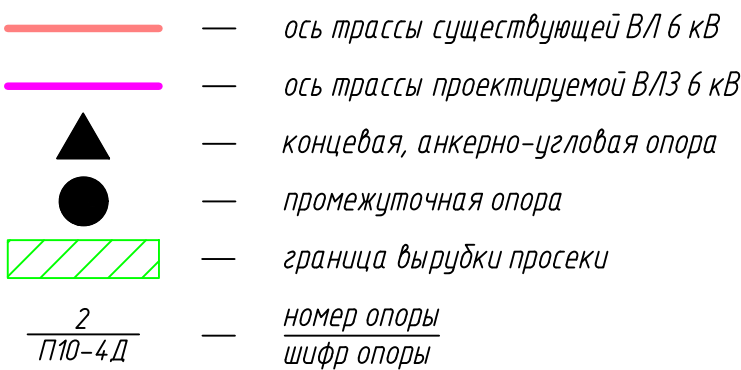 — ось трассы существующей ВЛ 6 кВ
— ось трассы проектируемой ВЛЗ 6 кВ
— концевая, анкерно-угловая опора
— промежуточная опора
— граница вырубки просеки
2 — номер опоры
П10-4Д шифр опоры